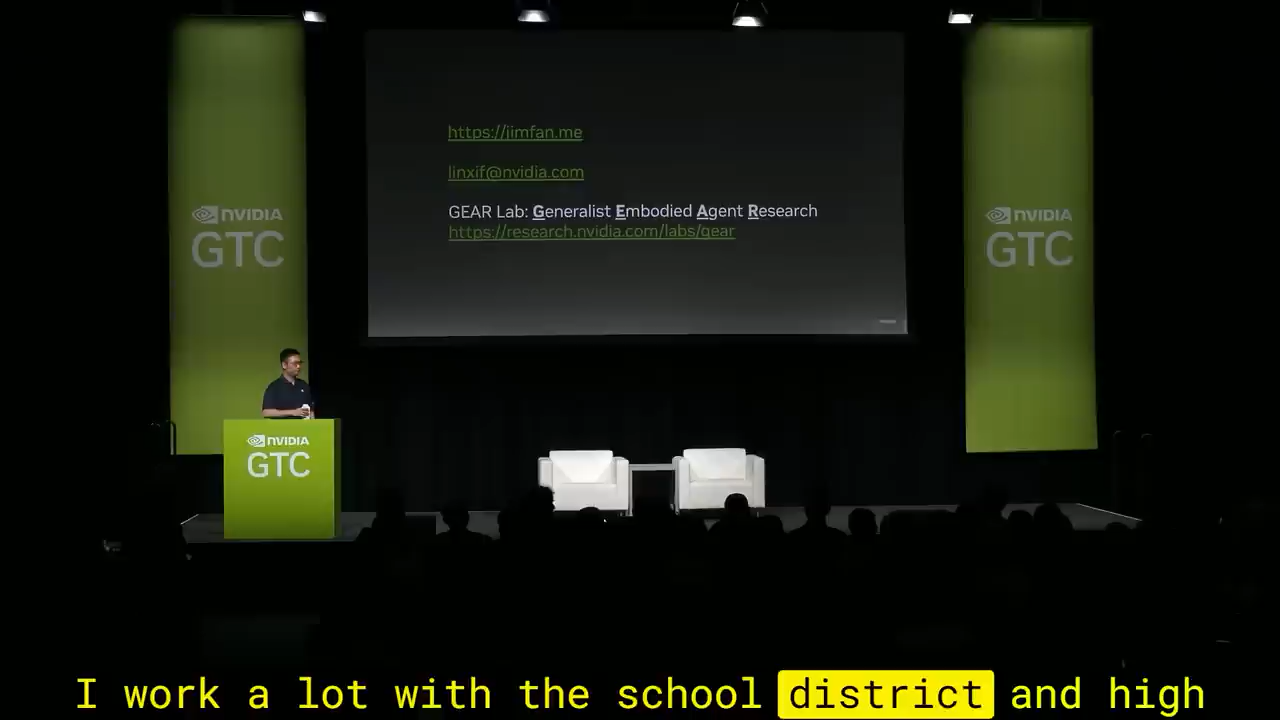 https://jimfan.me
linxif@nvidia.com
GEAR Lab: Generalist Embodied Agent Research
https://research.nvidia.com/labs/gear
NVIDIA
GTC
NVIDIA
GTC
NVIDIA
GTC
I work a lot with the school district and high